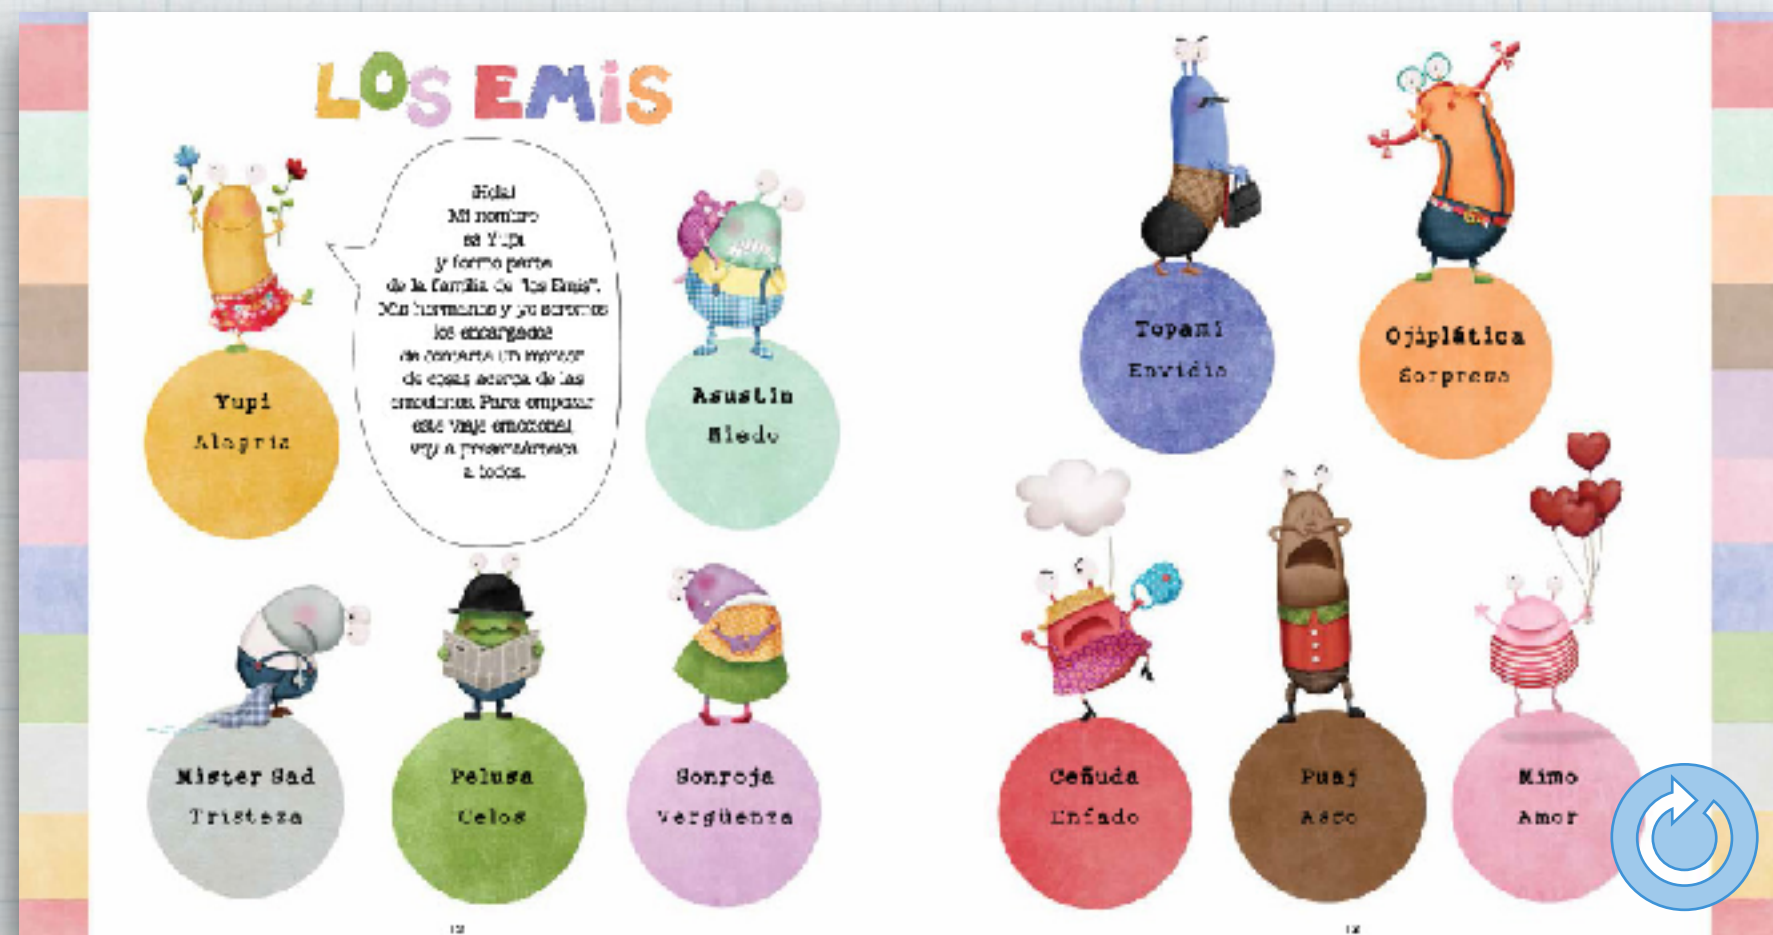 LOS EMIS
¡Hola!
Mi nombre
es Yupi
y formo parte
de la familia de "los Emis".
Mis hermanos y yo seremos
los encargados
de contarte un montón
de cosas acerca de las
emociones. Para empezar
este viaje emocional,
voy a presentártelos
a todos.
Yupi
Alegría
Asustín
Miedo
Mister Sad
Tristeza
Pelusa
Celos
Sonroja
Vergüenza
Topami
Envidia
Ojiplática
Sorpresa
Ceñuda
Enfado
Puaj
Asco
Mimo
Amor